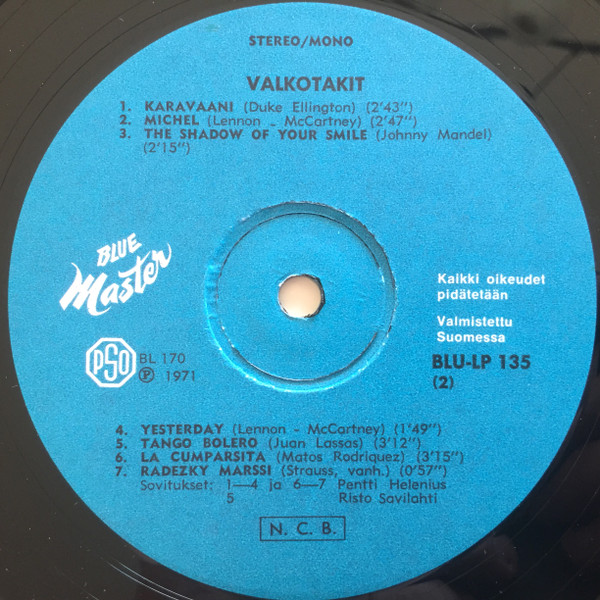 STEREO/MONO
VALKOTAKIT
1. KARAVAANI (Duke Ellington) (2'43")
2. MICHEL (Lennon - McCartney) (2'47")
3. THE SHADOW OF YOUR SMILE (Johnny Mandel)
(2'15")
BLUE
Master
Kaikki oikeudet
pidätetään
Valmistettu
Suomessa
PSO
BL 170
℗ 1971
BLU-LP 135
(2)
4. YESTERDAY (Lennon - McCartney) (1'49")
5. TANGO BOLERO (Juan Lassas) (3'12")
6. LA CUMPARSITA (Matos Rodriquez) (3'15")
7. RADEZKY MARSSI (Strauss, vanh.) (0'57")
Sovitukset: 1—4 ja 6—7 Pentti Helenius
5 Risto Savilahti
N. C. B.